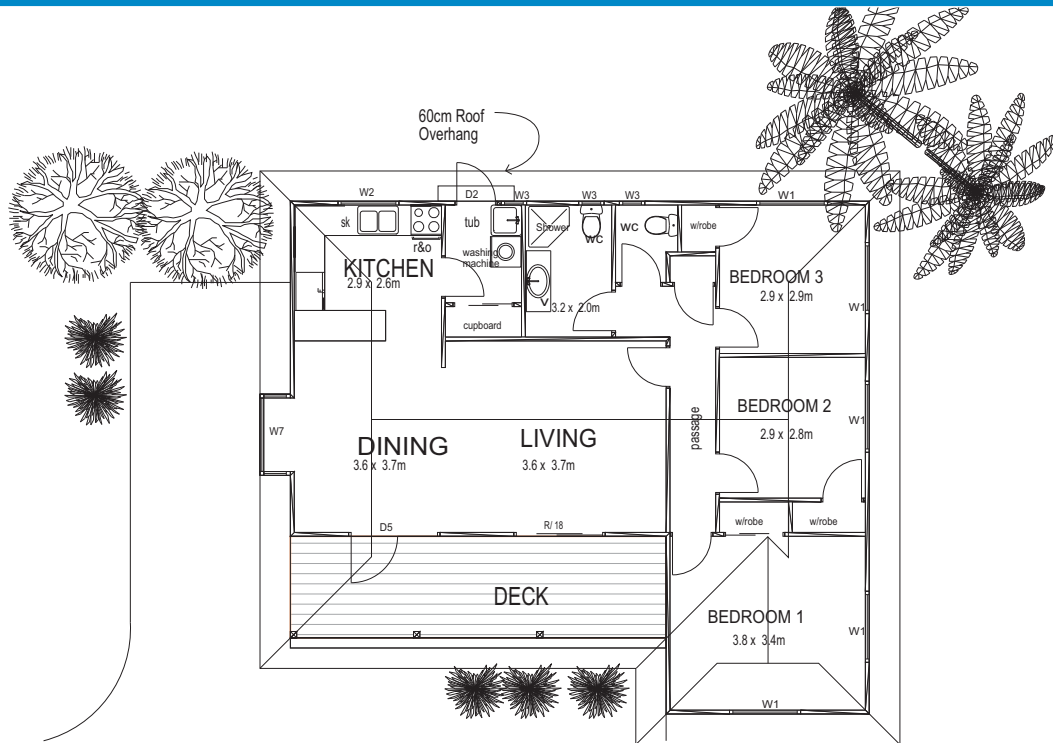 60cm Roof
Overhang
W2
D2
W3
W3
W3
W1
sk
tub
Shower
WC
WC
w/robe
r&o
washing
machine
KITCHEN
2.9 x 2.6m
F
V
3.2 x 2.0m
BEDROOM 3
2.9 x 2.9m
W1
cupboard
W7
DINING
3.6 x 3.7m
LIVING
3.6 x 3.7m
passage
BEDROOM 2
2.9 x 2.8m
W1
D5
R/ 18
w/robe
w/robe
DECK
BEDROOM 1
3.8 x 3.4m
W1
W1